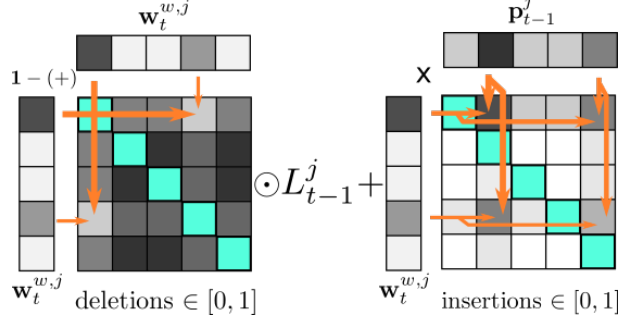 w_t^{w,j}
p_{t-1}^j
1 − (+)
X
⊙L_{t-1}^j+
w_t^{w,j}
w_t^{w,j}
deletions ∈ [0, 1]
insertions ∈ [0, 1]